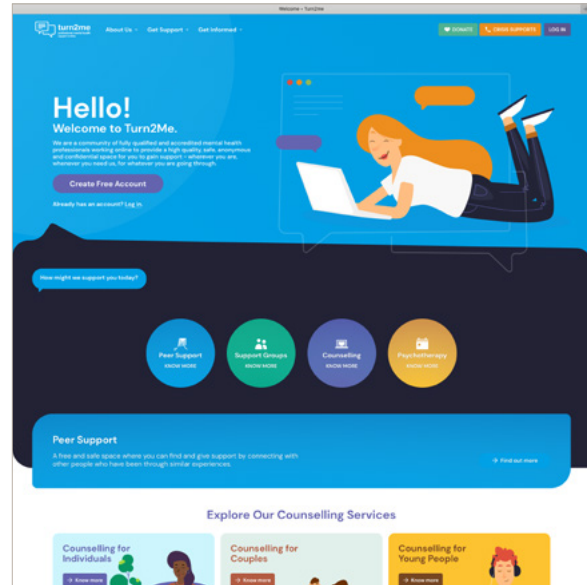 Welcome - Turn2me
turn2me
About Us
Get Support
Get Informed
DONATE
CRISIS SUPPORTS
LOG IN
Hello!
Welcome to Turn2Me.
We are a community of fully qualified and accredited mental health
professionals working online to provide a high quality, safe, anonymous
and confidential space for you to gain support - wherever you are,
whenever you need us, for whatever you are going through.
Create Free Account
Already has an account? Log in.
How might we support you today?
Peer Support
KNOW MORE
Support Groups
KNOW MORE
Counselling
KNOW MORE
Psychotherapy
KNOW MORE
Peer Support
A free and safe space where you can find and give support by connecting with
other people who have been through similar experiences.
Find out more
Explore Our Counselling Services
Counselling for
Individuals
Know more
Counselling for
Couples
Know more
Counselling for
Young People
Know more